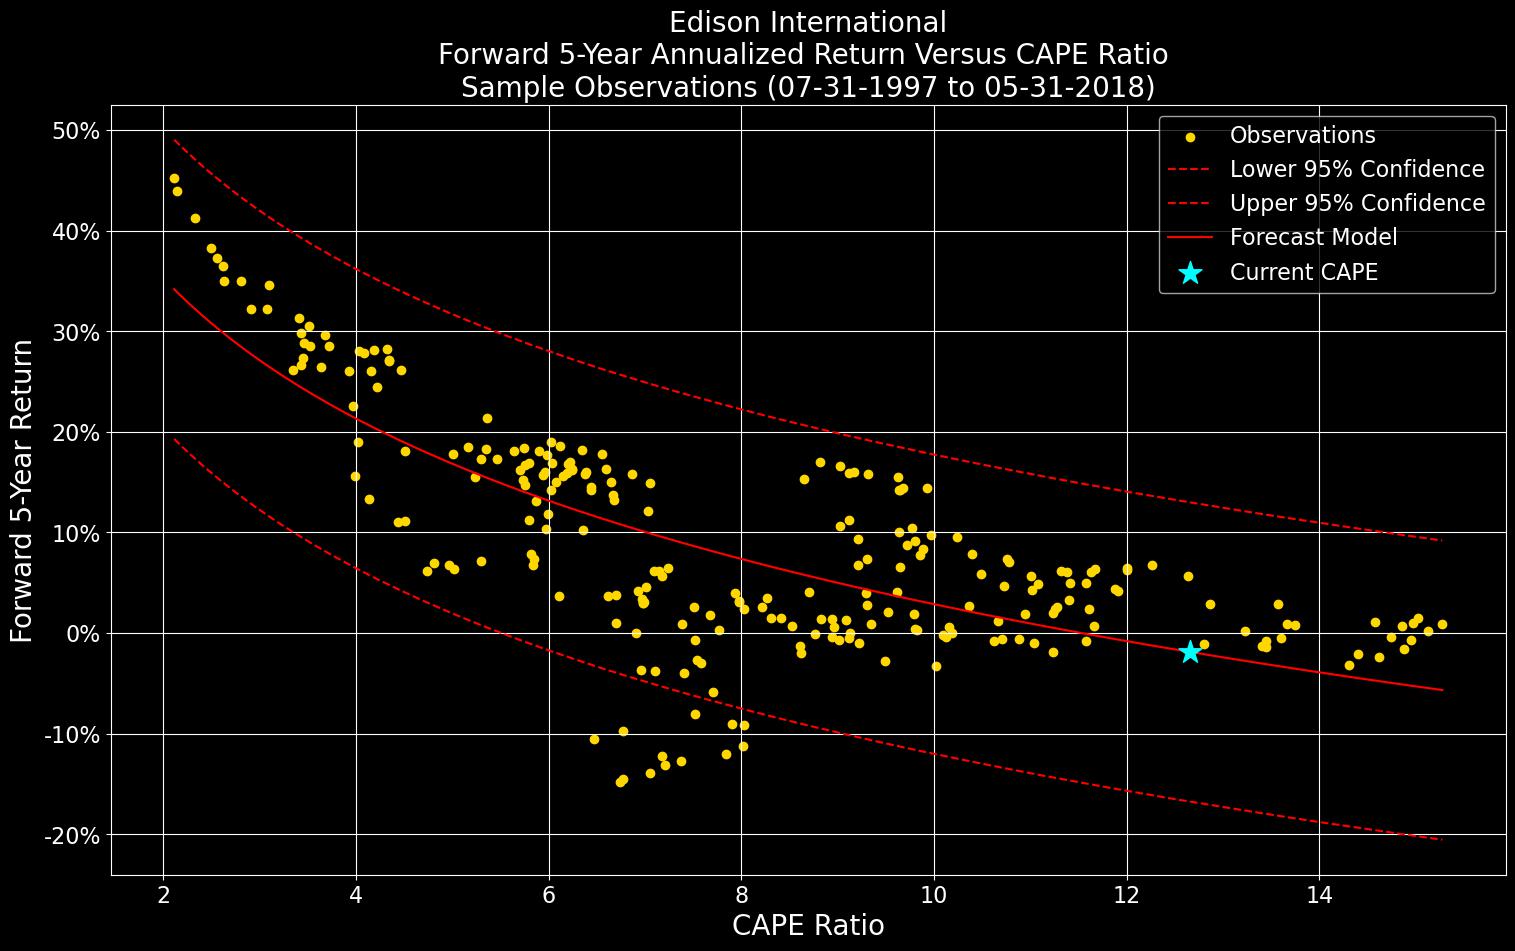 Edison International
Forward 5-Year Annualized Return Versus CAPE Ratio
Sample Observations (07-31-1997 to 05-31-2018)
Observations
Lower 95% Confidence
Upper 95% Confidence
Forecast Model
Current CAPE
Forward 5-Year Return
50%
40%
30%
20%
10%
0%
-10%
-20%
2 4 6 8 10 12 14
CAPE Ratio